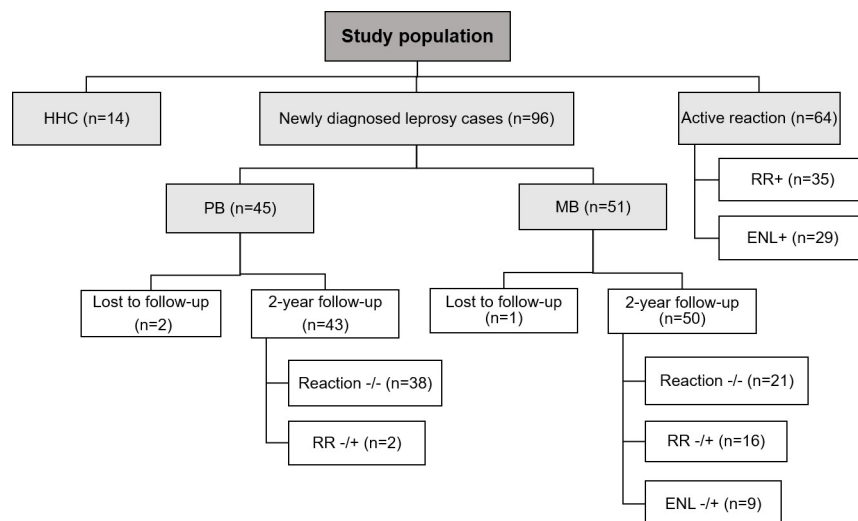 Study population
HHC (n=14)
Newly diagnosed leprosy cases (n=96)
Active reaction (n=64)
RR+ (n=35)
ENL+ (n=29)
PB (n=45)
MB (n=51)
Lost to follow-up
(n=2)
2-year follow-up
(n=43)
Lost to follow-up
(n=1)
2-year follow-up
(n=50)
Reaction -/- (n=38)
RR -/+ (n=2)
Reaction -/- (n=21)
RR -/+ (n=16)
ENL -/+ (n=9)